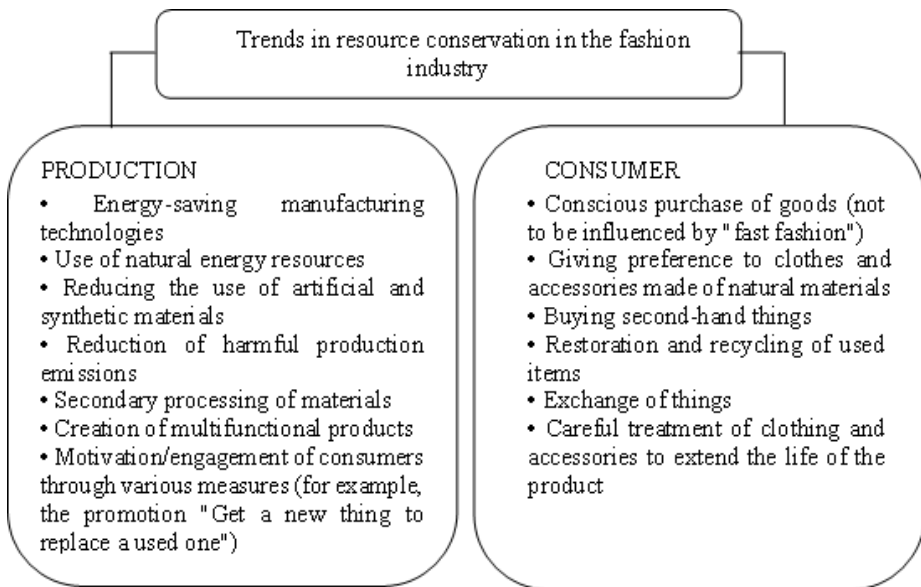 Trends in resource conservation in the fashion
industry
PRODUCTION
• Energy-saving manufacturing
technologies
• Use of natural energy resources
• Reducing the use of artificial and
synthetic materials
• Reduction of harmful production
emissions
• Secondary processing of materials
• Creation of multifunctional products
• Motivation/engagement of consumers
through various measures (for example,
the promotion "Get a new thing to
replace a used one")
CONSUMER
• Conscious purchase of goods (not
to be influenced by "fast fashion")
• Giving preference to clothes and
accessories made of natural materials
• Buying second-hand things
• Restoration and recycling of used
items
• Exchange of things
• Careful treatment of clothing and
accessories to extend the life of the
product